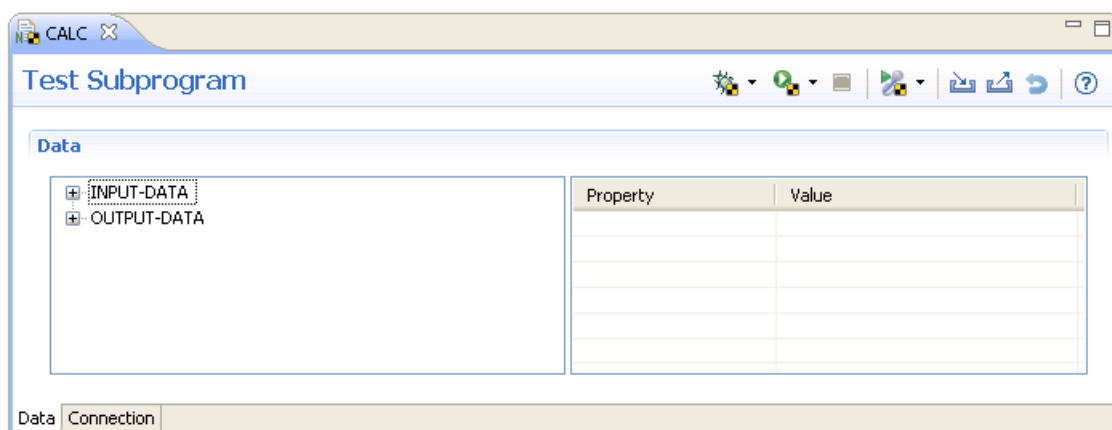 CALC
Test Subprogram
Data
INPUT-DATA
OUTPUT-DATA
Property Value
Data Connection